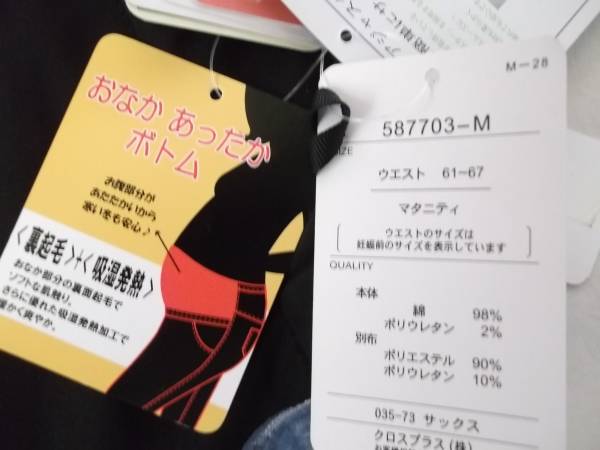 おなか あったか
ボトム
お腹部分が
あたたかいから
寒い冬も安心♪
<裏起毛>+<吸湿発熱>
おなか部分の裏面起毛で
ソフトな肌触り。
さらに優れた吸湿発熱加工で
暖かく爽やか。
M-28
587703-M
SIZE
ウエスト 61~67
マタニティ
ウエストのサイズは
妊娠前のサイズを表示しています
QUALITY
本体
綿 98%
ポリウレタン 2%
別布
ポリエステル 90%
ポリウレタン 10%
035-73 サックス
クロスプラス(株)